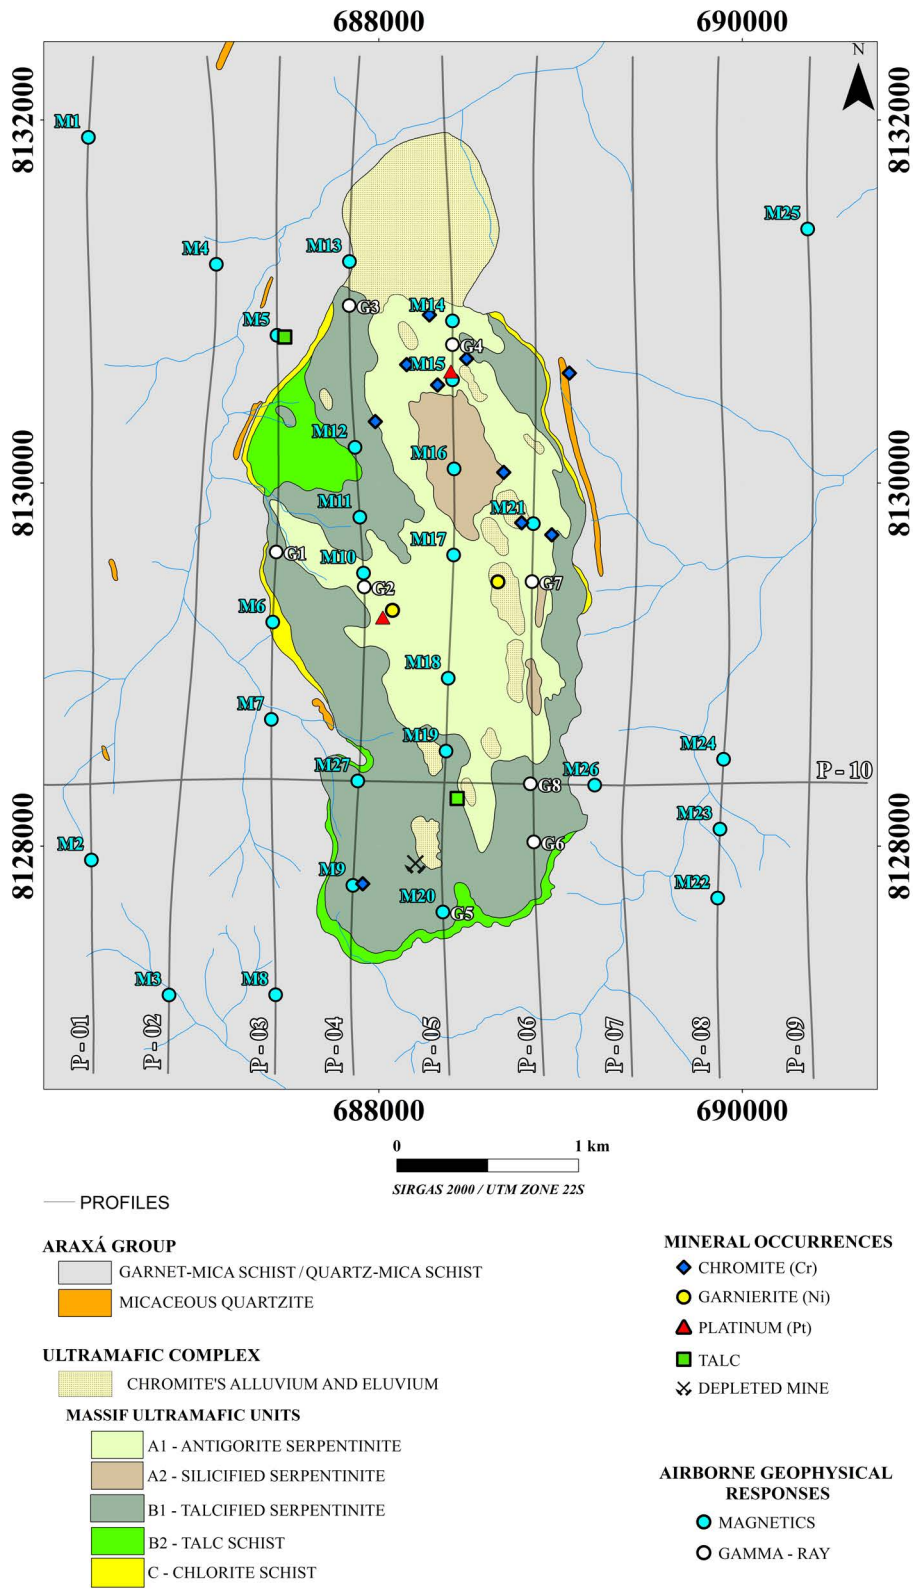 688000 690000
N
8132000 8132000
M1
M25
M13
M4
G3 M14
M5
G4
M15
M12
M16
8130000 8130000
M11 M21
M17
G1 M10
G2 G7
M6
M18
M7
M19 M24
M27 M26 P - 10
G8
M23
M2 G6
8128000 8128000
M9
M20 M22
G5
M3 M8
P - 01 P - 02 P - 03 P - 04 P - 05 P - 06 P - 07 P - 08 P - 09
688000 690000
0 1 km
SIRGAS 2000 / UTM ZONE 22S
PROFILES
ARAXÁ GROUP
GARNET-MICA SCHIST / QUARTZ-MICA SCHIST
MICACEOUS QUARTZITE
ULTRAMAFIC COMPLEX
CHROMITE'S ALLUVIUM AND ELUVIUM
MASSIF ULTRAMAFIC UNITS
A1 - ANTIGORITE SERPENTINITE
A2 - SILICIFIED SERPENTINITE
B1 - TALCIFIED SERPENTINITE
B2 - TALC SCHIST
C - CHLORITE SCHIST
MINERAL OCCURRENCES
CHROMITE (Cr)
GARNIERITE (Ni)
PLATINUM (Pt)
TALC
DEPLETED MINE
AIRBORNE GEOPHYSICAL
RESPONSES
MAGNETICS
GAMMA - RAY